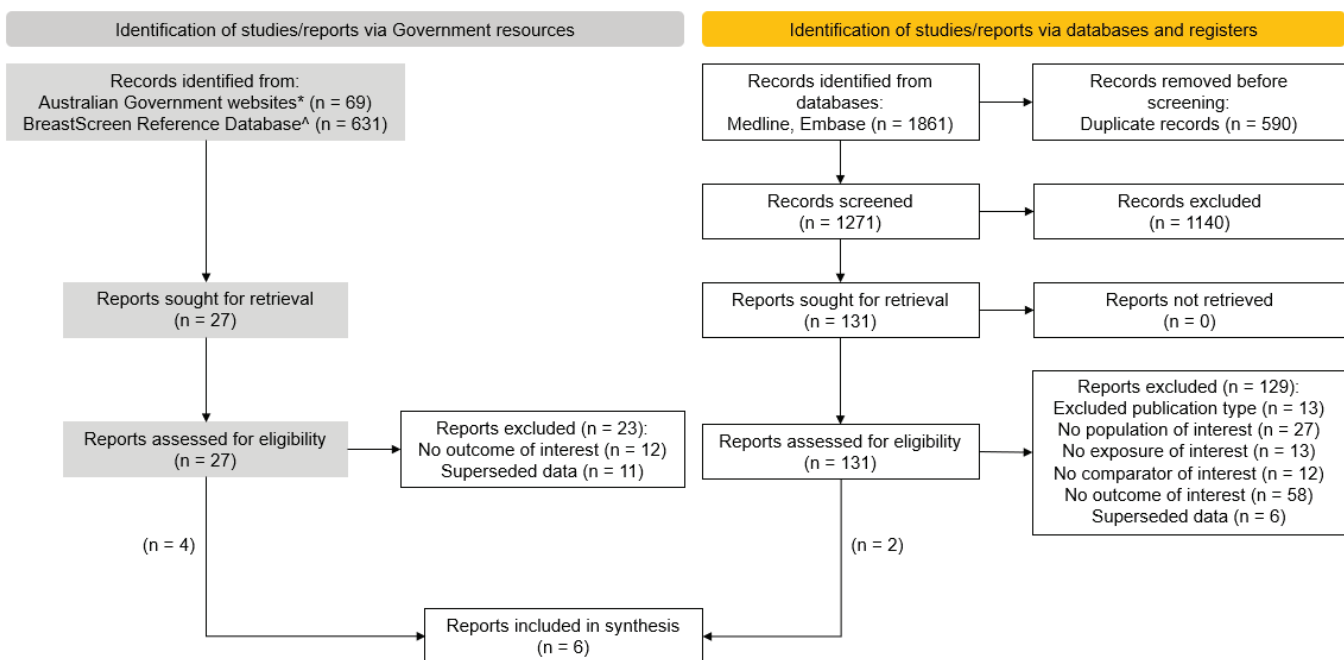 Identification of studies/reports via Government resources
Identification of studies/reports via databases and registers
Records identified from:
Australian Government websites* (n = 69)
BreastScreen Reference Database^ (n = 631)
Records identified from
databases:
Medline, Embase (n = 1861)
Records removed before
screening:
Duplicate records (n = 590)
Records screened
(n = 1271)
Records excluded
(n = 1140)
Reports sought for retrieval
(n = 27)
Reports sought for retrieval
(n = 131)
Reports not retrieved
(n = 0)
Reports assessed for eligibility
(n = 27)
Reports excluded (n = 23):
No outcome of interest (n = 12)
Superseded data (n = 11)
Reports assessed for eligibility
(n = 131)
Reports excluded (n = 129):
Excluded publication type (n = 13)
No population of interest (n = 27)
No exposure of interest (n = 13)
No comparator of interest (n = 12)
No outcome of interest (n = 58)
Superseded data (n = 6)
(n = 4)
(n = 2)
Reports included in synthesis
(n = 6)